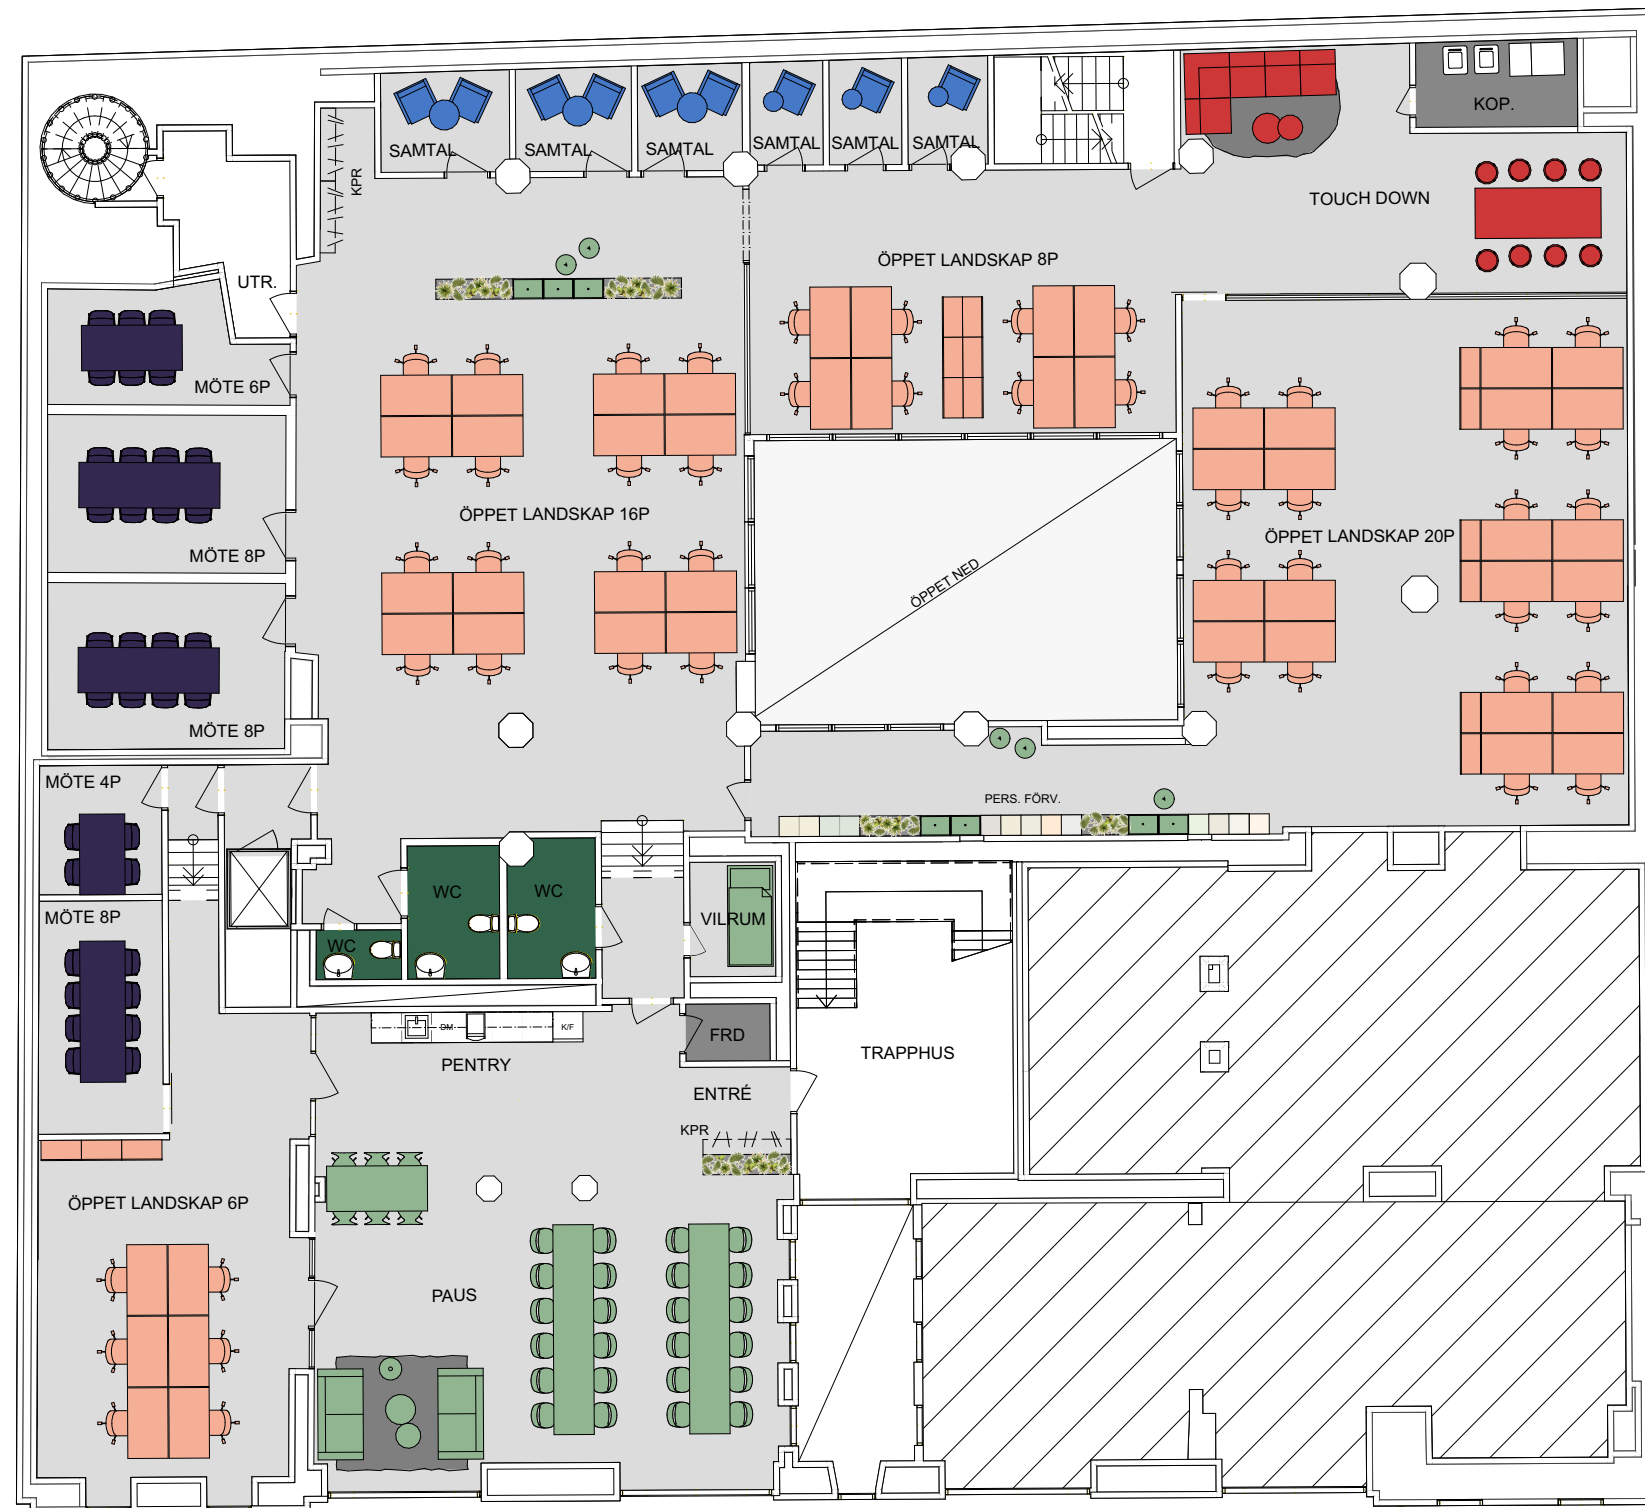 SAMTAL
SAMTAL
SAMTAL
SAMTAL
SAMTAL
SAMTAL
KOP.
KPR
TOUCH DOWN
ÖPPET LANDSKAP 8P
UTR.
MÖTE 6P
ÖPPET LANDSKAP 16P
ÖPPET LANDSKAP 20P
MÖTE 8P
ÖPPET NED
MÖTE 8P
MÖTE 4P
PERS. FÖRV.
WC
WC
MÖTE 8P
VILRUM
WC
DM
K/F
FRD
PENTRY
TRAPPHUS
ENTRÉ
KPR
ÖPPET LANDSKAP 6P
PAUS